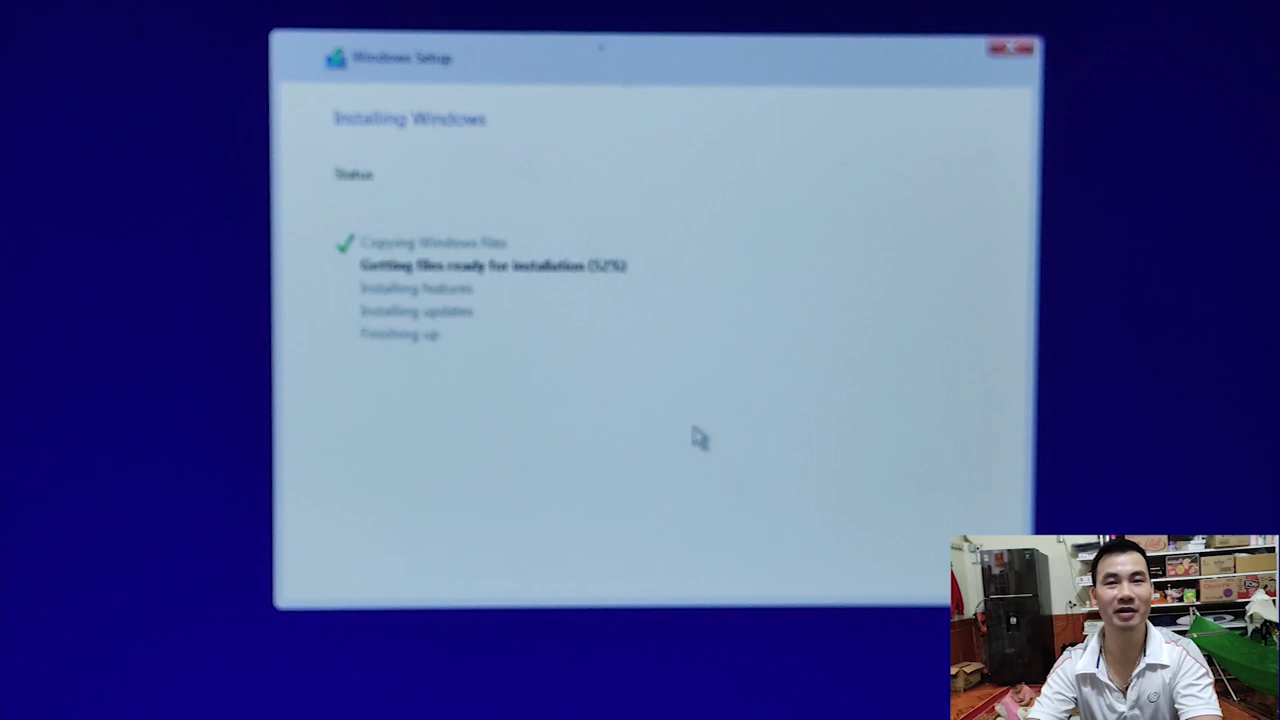 Windows Setup
Installing Windows
Status
Copying Windows files
Getting files ready for installation (52%)
Installing features
Installing updates
Finishing up